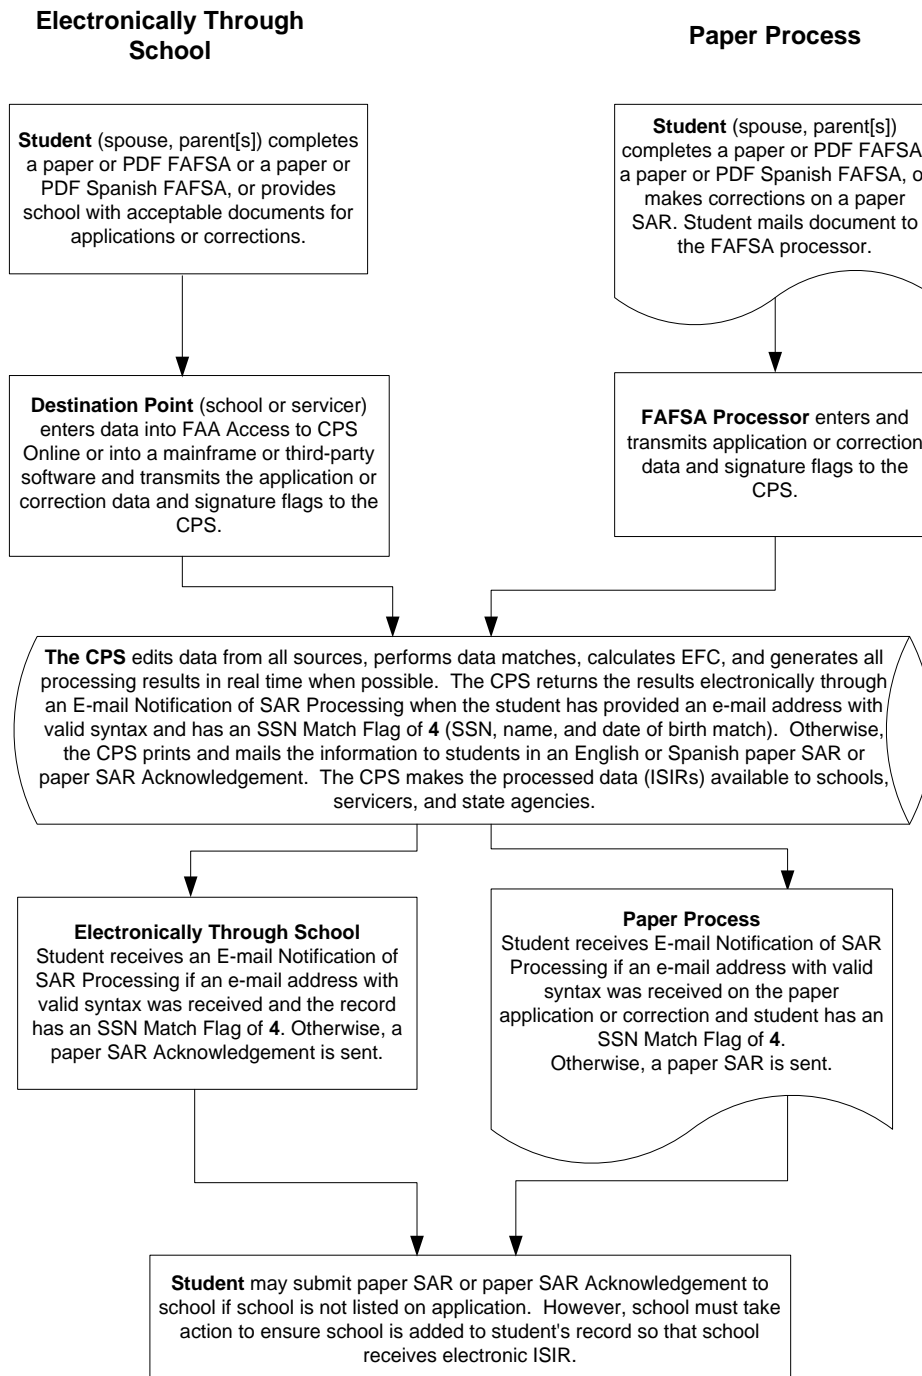 Electronically Through
School
Paper Process
Student (spouse, parent[s]) completes
a paper or PDF FAFSA or a paper or
PDF Spanish FAFSA, or provides
school with acceptable documents for
applications or corrections.
Student (spouse, parent[s])
completes a paper or PDF FAFSA
a paper or PDF Spanish FAFSA, o
makes corrections on a paper
SAR. Student mails document to
the FAFSA processor.
Destination Point (school or servicer)
enters data into FAA Access to CPS
Online or into a mainframe or third-party
software and transmits the application or
correction data and signature flags to the
CPS.
FAFSA Processor enters and
transmits application or correction
data and signature flags to the
CPS.
The CPS edits data from all sources, performs data matches, calculates EFC, and generates all
processing results in real time when possible. The CPS returns the results electronically through
an E-mail Notification of SAR Processing when the student has provided an e-mail address with
valid syntax and has an SSN Match Flag of 4 (SSN, name, and date of birth match). Otherwise,
the CPS prints and mails the information to students in an English or Spanish paper SAR or
paper SAR Acknowledgement. The CPS makes the processed data (ISIRs) available to schools,
servicers, and state agencies.
Electronically Through School
Student receives an E-mail Notification of
SAR Processing if an e-mail address with
valid syntax was received and the record
has an SSN Match Flag of 4. Otherwise, a
paper SAR Acknowledgement is sent.
Paper Process
Student receives E-mail Notification of SAR
Processing if an e-mail address with valid
syntax was received on the paper
application or correction and student has an
SSN Match Flag of 4.
Otherwise, a paper SAR is sent.
Student may submit paper SAR or paper SAR Acknowledgement to
school if school is not listed on application. However, school must take
action to ensure school is added to student's record so that school
receives electronic ISIR.